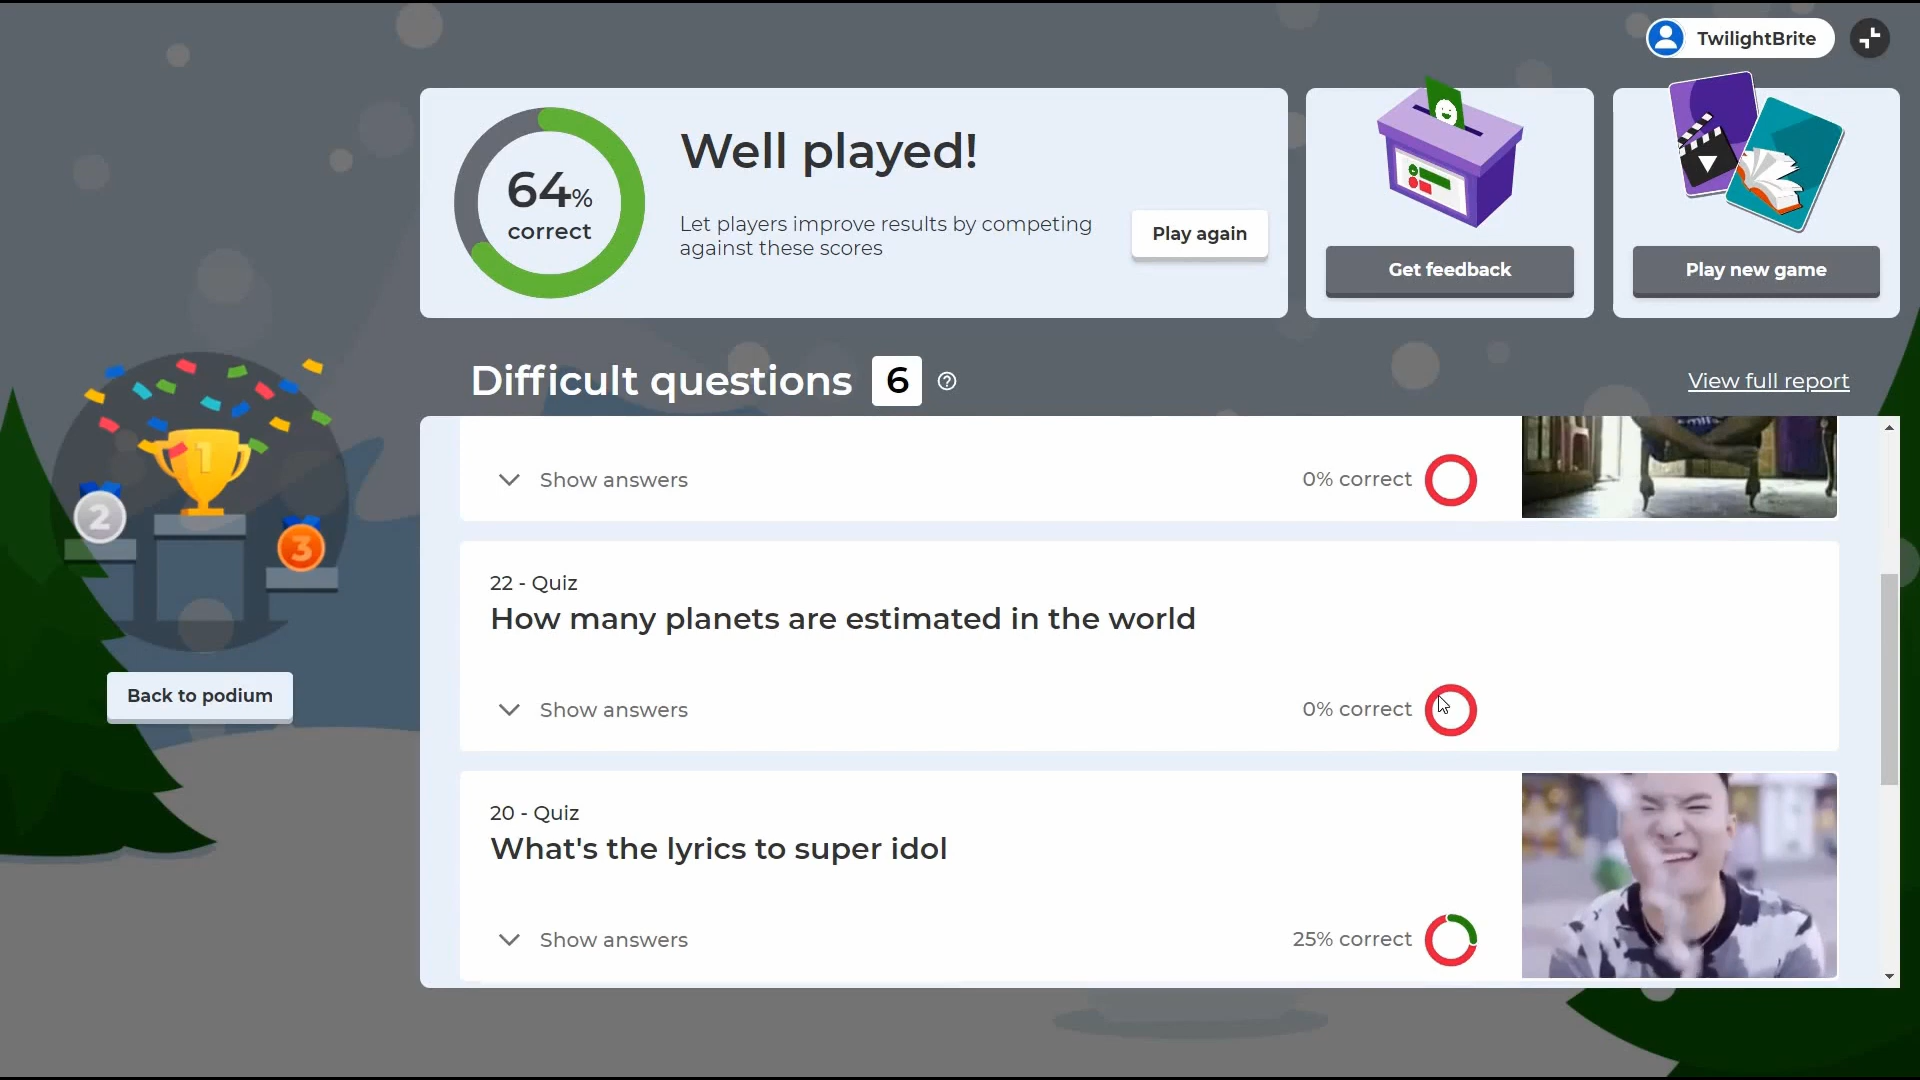 TwilightBrite
64%
correct
Well played!
Let players improve results by competing
against these scores
Play again
Get feedback
Play new game
Difficult questions 6
View full report
1
2
3
Back to podium
Show answers
0% correct
22 - Quiz
How many planets are estimated in the world
Show answers
0% correct
20 - Quiz
What's the lyrics to super idol
Show answers
25% correct